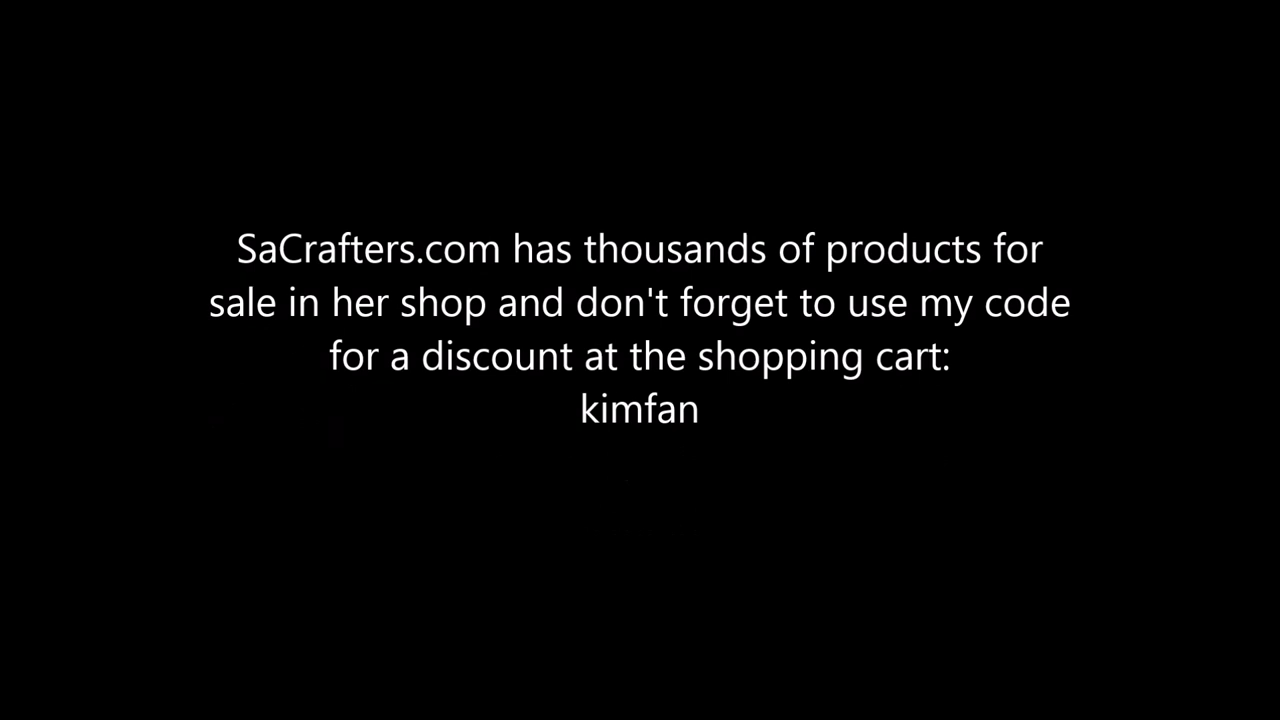 SaCrafters.com has thousands of products for
sale in her shop and don't forget to use my code
for a discount at the shopping cart:
kimfan